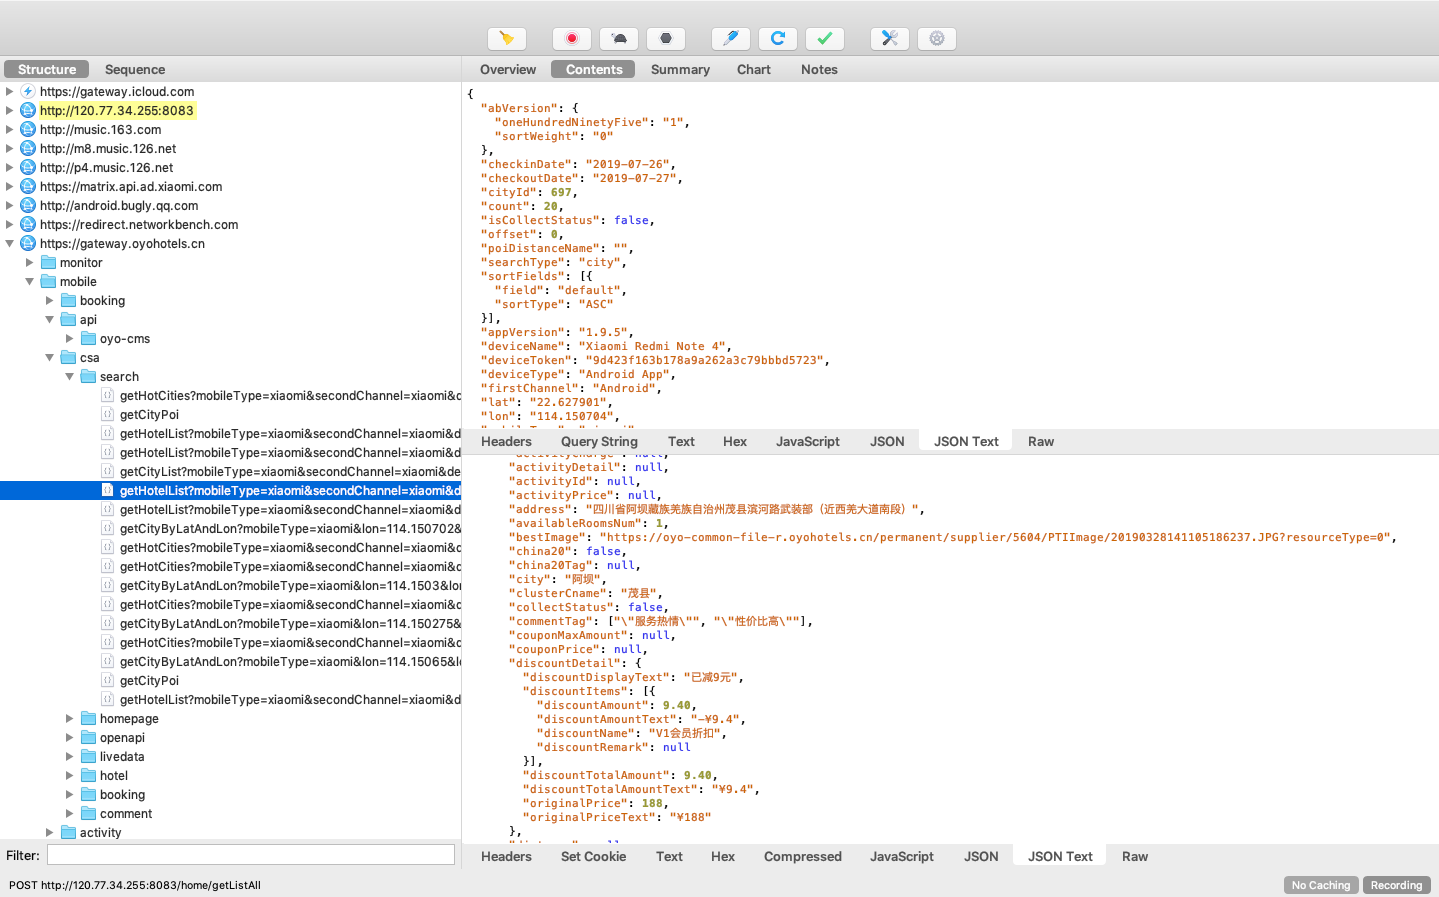 Structure
Sequence
https://gateway.icloud.com
http://120.77.34.255:8083
http://music.163.com
http://m8.music.126.net
http://p4.music.126.net
https://matrix.api.ad.xiaomi.com
http://android.bugly.qq.com
https://redirect.networkbench.com
https://gateway.oyohotels.cn
monitor
mobile
booking
api
oyo-cms
csa
search
getHotCities?mobileType=xiaomi&secondChannel=xiaomi&d
getCityPoi
getHotelList?mobileType=xiaomi&secondChannel=xiaomi&d
getHotelList?mobileType=xiaomi&secondChannel=xiaomi&d
getCityList?mobileType=xiaomi&secondChannel=xiaomi&de
getHotelList?mobileType=xiaomi&secondChannel=xiaomi&d
getHotelList?mobileType=xiaomi&secondChannel=xiaomi&d
getCityByLatAndLon?mobileType=xiaomi&lon=114.150702&
getHotCities?mobileType=xiaomi&secondChannel=xiaomi&d
getHotCities?mobileType=xiaomi&secondChannel=xiaomi&d
getCityByLatAndLon?mobileType=xiaomi&lon=114.1503&lo
getHotCities?mobileType=xiaomi&secondChannel=xiaomi&d
getCityByLatAndLon?mobileType=xiaomi&lon=114.150275&
getHotCities?mobileType=xiaomi&secondChannel=xiaomi&d
getCityByLatAndLon?mobileType=xiaomi&lon=114.15065&l
getCityPoi
getHotelList?mobileType=xiaomi&secondChannel=xiaomi&d
homepage
openapi
livedata
hotel
booking
comment
activity
Filter:
Overview
Contents
Summary
Chart
Notes
{
"abVersion": {
"oneHundredNinetyFive": "1",
"sortWeight": "0"
},
"checkinDate": "2019-07-26",
"checkoutDate": "2019-07-27",
"cityId": 697,
"count": 20,
"isCollectStatus": false,
"offset": 0,
"poiDistanceName": "",
"searchType": "city",
"sortFields": [{
"field": "default",
"sortType": "ASC"
}],
"appVersion": "1.9.5",
"deviceName": "Xiaomi Redmi Note 4",
"deviceToken": "9d423f163b178a9a262a3c79bbbd5723",
"deviceType": "Android App",
"firstChannel": "Android",
"lat": "22.627901",
"lon": "114.150704",
Headers
Query String
Text
Hex
JavaScript
JSON
JSON Text
Raw
"activityDetail": null,
"activityId": null,
"activityPrice": null,
"address": "四川省阿坝藏族羌族自治州茂县滨河路武装部（近西羌大道南段）",
"availableRoomsNum": 1,
"bestImage": "https://oyo-common-file-r.oyohotels.cn/permanent/supplier/5604/PTIImage/20190328141105186237.JPG?resourceType=0",
"china20": false,
"china20Tag": null,
"city": "阿坝",
"clusterCname": "茂县",
"collectStatus": false,
"commentTag": ["\"服务热情\"", "\"性价比高\""],
"couponMaxAmount": null,
"couponPrice": null,
"discountDetail": {
"discountDisplayText": "已减9元",
"discountItems": [{
"discountAmount": 9.40,
"discountAmountText": "-¥9.4",
"discountName": "V1会员折扣",
"discountRemark": null
}],
"discountTotalAmount": 9.40,
"discountTotalAmountText": "¥9.4",
"originalPrice": 188,
"originalPriceText": "¥188"
},
Headers
Set Cookie
Text
Hex
Compressed
JavaScript
JSON
JSON Text
Raw
POST http://120.77.34.255:8083/home/getListAll
No Caching
Recording